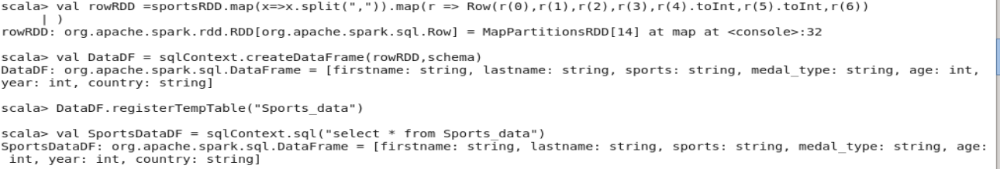 scala> val rowRDD =sportsRDD.map(x=>x.split(",")).map(r => Row(r(0),r(1),r(2),r(3),r(4).toInt,r(5).toInt,r(6))
     | )
rowRDD: org.apache.spark.rdd.RDD[org.apache.spark.sql.Row] = MapPartitionsRDD[14] at map at <console>:32
scala> val DataDF = sqlContext.createDataFrame(rowRDD,schema)
DataDF: org.apache.spark.sql.DataFrame = [firstname: string, lastname: string, sports: string, medal_type: string, age: int,
year: int, country: string]
scala> DataDF.registerTempTable("Sports_data")
scala> val SportsDataDF = sqlContext.sql("select * from Sports_data")
SportsDataDF: org.apache.spark.sql.DataFrame = [firstname: string, lastname: string, sports: string, medal_type: string, age:
 int, year: int, country: string]